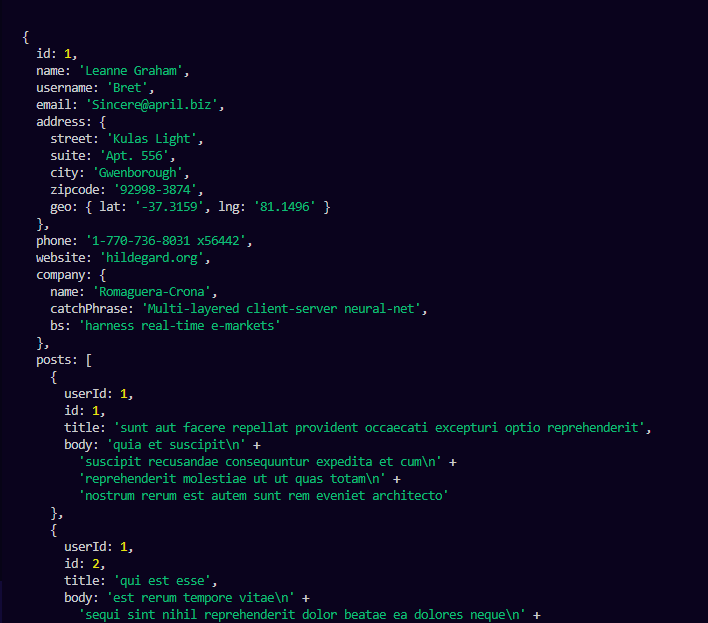 {
  id: 1,
  name: 'Leanne Graham',
  username: 'Bret',
  email: 'Sincere@april.biz',
  address: {
    street: 'Kulas Light',
    suite: 'Apt. 556',
    city: 'Gwenborough',
    zipcode: '92998-3874',
    geo: { lat: '-37.3159', lng: '81.1496' }
  },
  phone: '1-770-736-8031 x56442',
  website: 'hildegard.org',
  company: {
    name: 'Romaguera-Crona',
    catchPhrase: 'Multi-layered client-server neural-net',
    bs: 'harness real-time e-markets'
  },
  posts: [
    {
      userId: 1,
      id: 1,
      title: 'sunt aut facere repellat provident occaecati excepturi optio reprehenderit',
      body: 'quia et suscipit\n' +
        'suscipit recusandae consequuntur expedita et cum\n' +
        'reprehenderit molestiae ut ut quas totam\n' +
        'nostrum rerum est autem sunt rem eveniet architecto'
    },
    {
      userId: 1,
      id: 2,
      title: 'qui est esse',
      body: 'est rerum tempore vitae\n' +
        'sequi sint nihil reprehenderit dolor beatae ea dolores neque\n' +